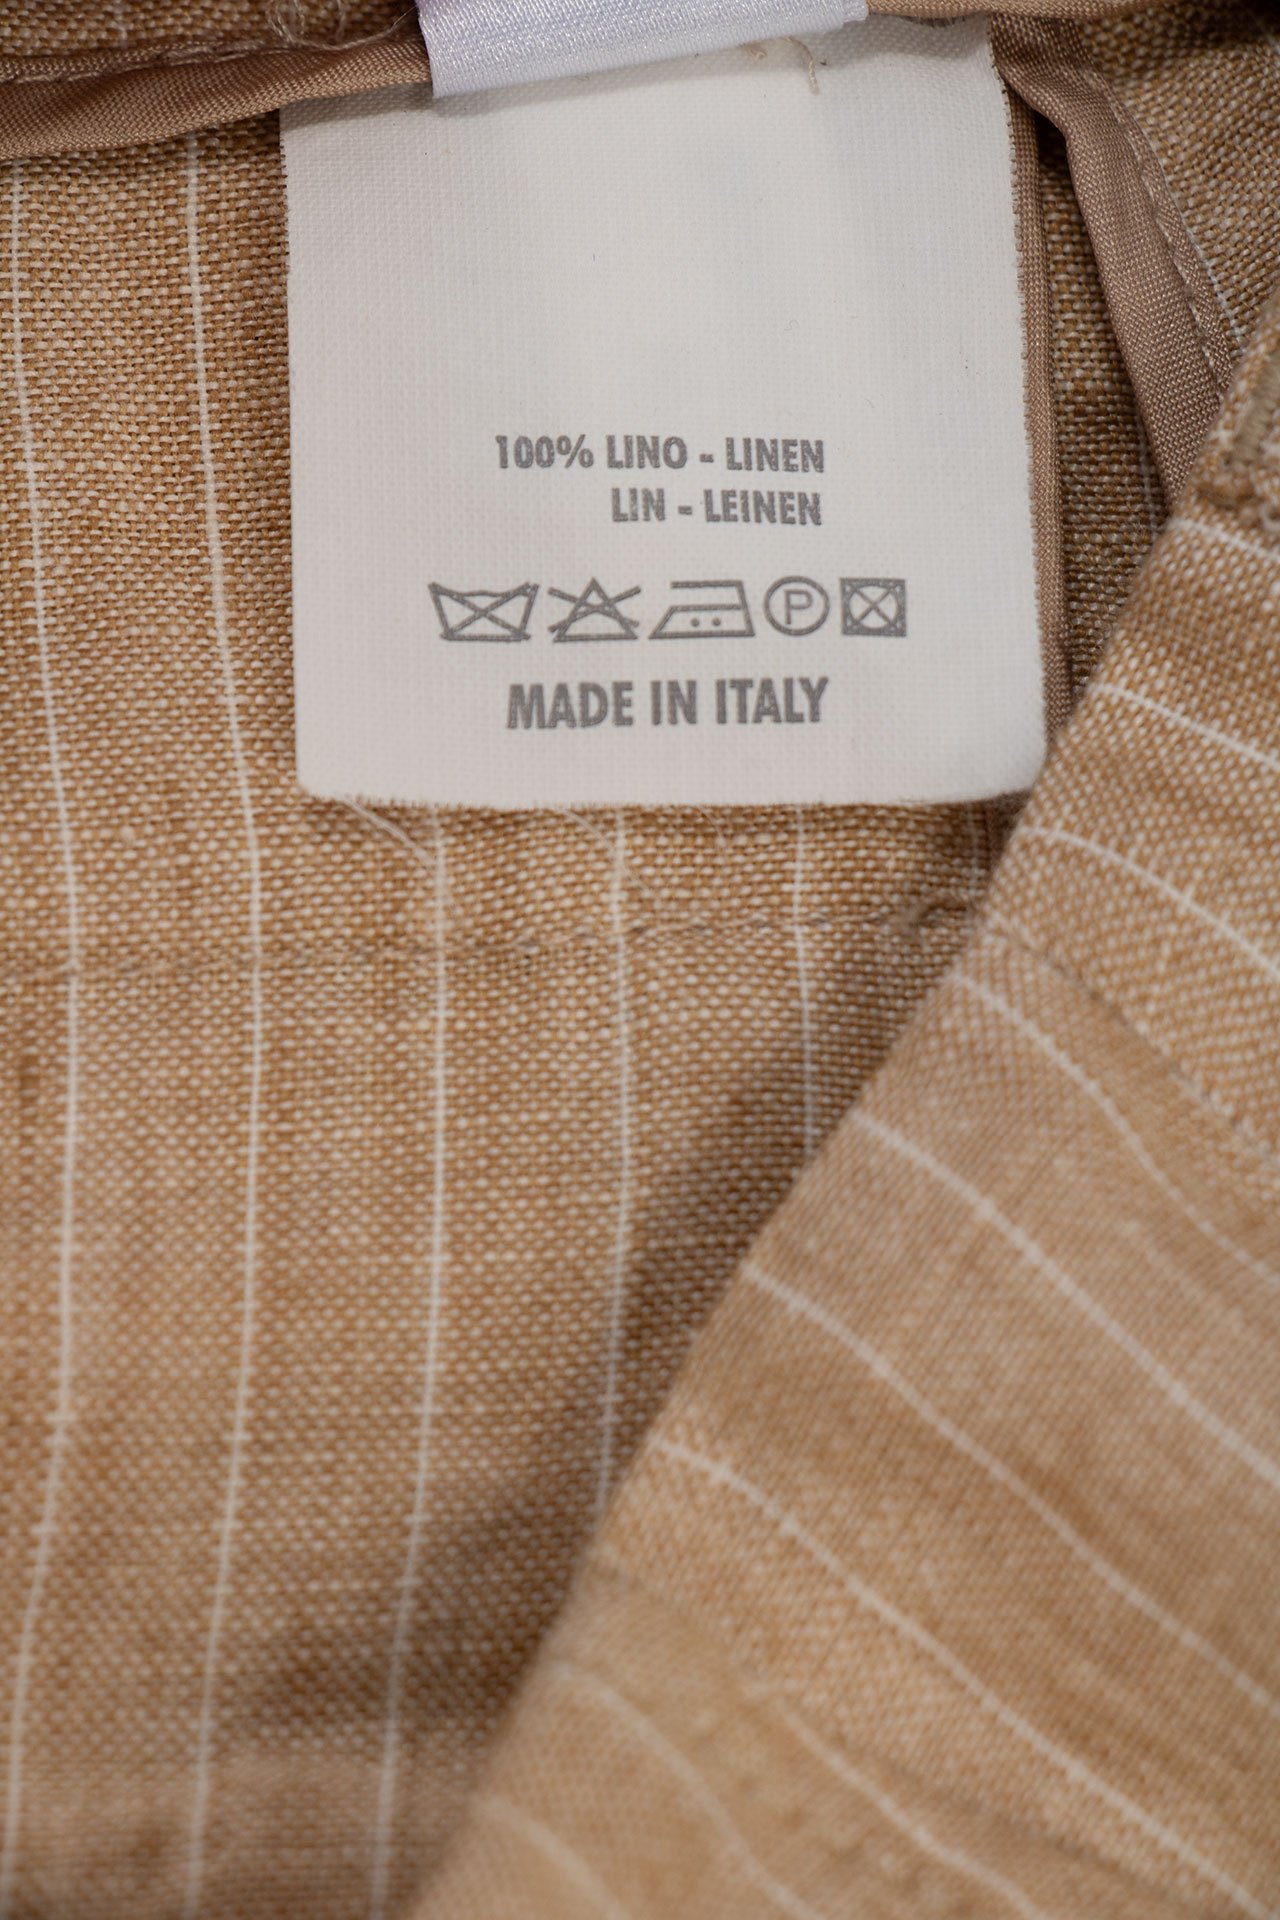 100% LINO - LINEN
LIN - LEINEN
P
MADE IN ITALY